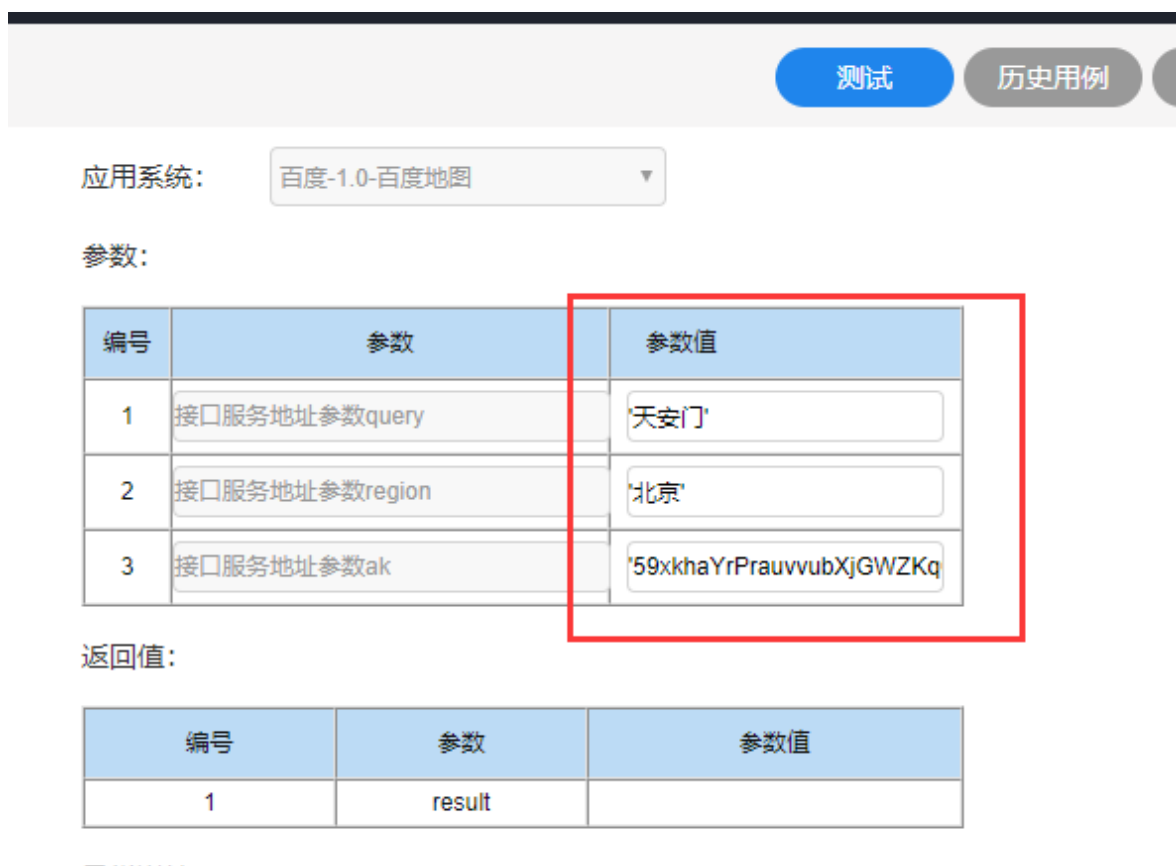 测试 历史用例
应用系统： 百度-1.0-百度地图
参数：
编号 参数 参数值
1 接口服务地址参数query '天安门'
2 接口服务地址参数region '北京'
3 接口服务地址参数ak '59xkhaYrPrauvvubXjGWZKq
返回值：
编号 参数 参数值
1 result